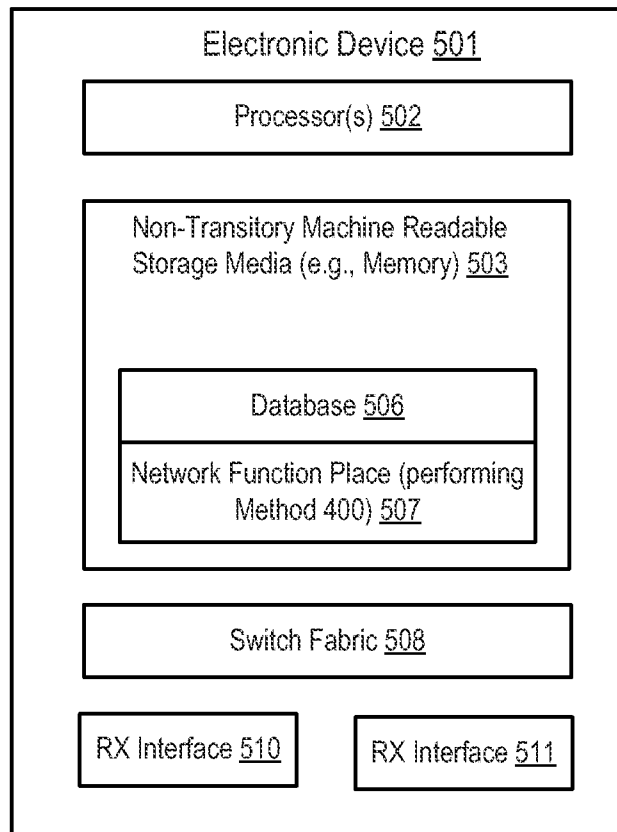 Electronic Device 501
Processor(s) 502
Non-Transitory Machine Readable
Storage Media (e.g., Memory) 503
Database 506
Network Function Place (performing
Method 400) 507
Switch Fabric 508
RX Interface 510
RX Interface 511